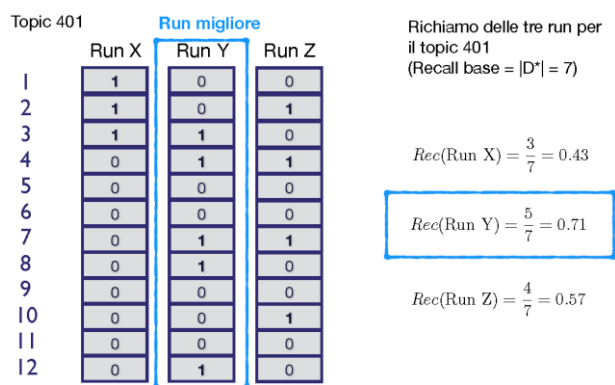 Topic 401
Run migliore
Run X Run Y Run Z
1 1 0 0
2 1 0 1
3 1 1 0
4 0 1 1
5 0 0 0
6 0 0 0
7 0 1 1
8 0 1 0
9 0 0 0
10 0 0 1
11 0 0 0
12 0 1 0
Richiamo delle tre run per
il topic 401
(Recall base = |D*| = 7)
Rec(Run X) = 3/7 = 0.43
Rec(Run Y) = 5/7 = 0.71
Rec(Run Z) = 4/7 = 0.57